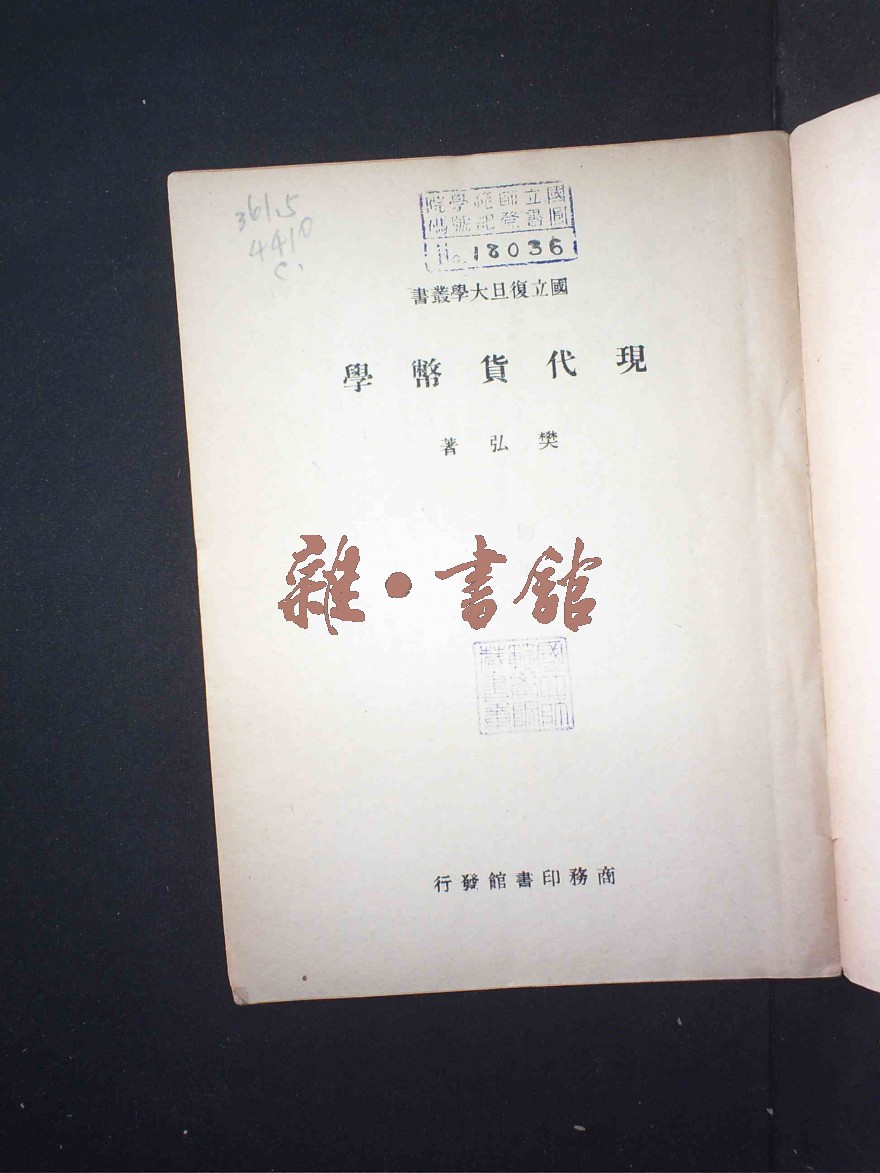 361.5
4410
C.
國立師範學院
圖書登記號碼
No. 18036
國立復旦大學叢書
現代貨幣學
樊弘著
雜•書館
商務印書館發行